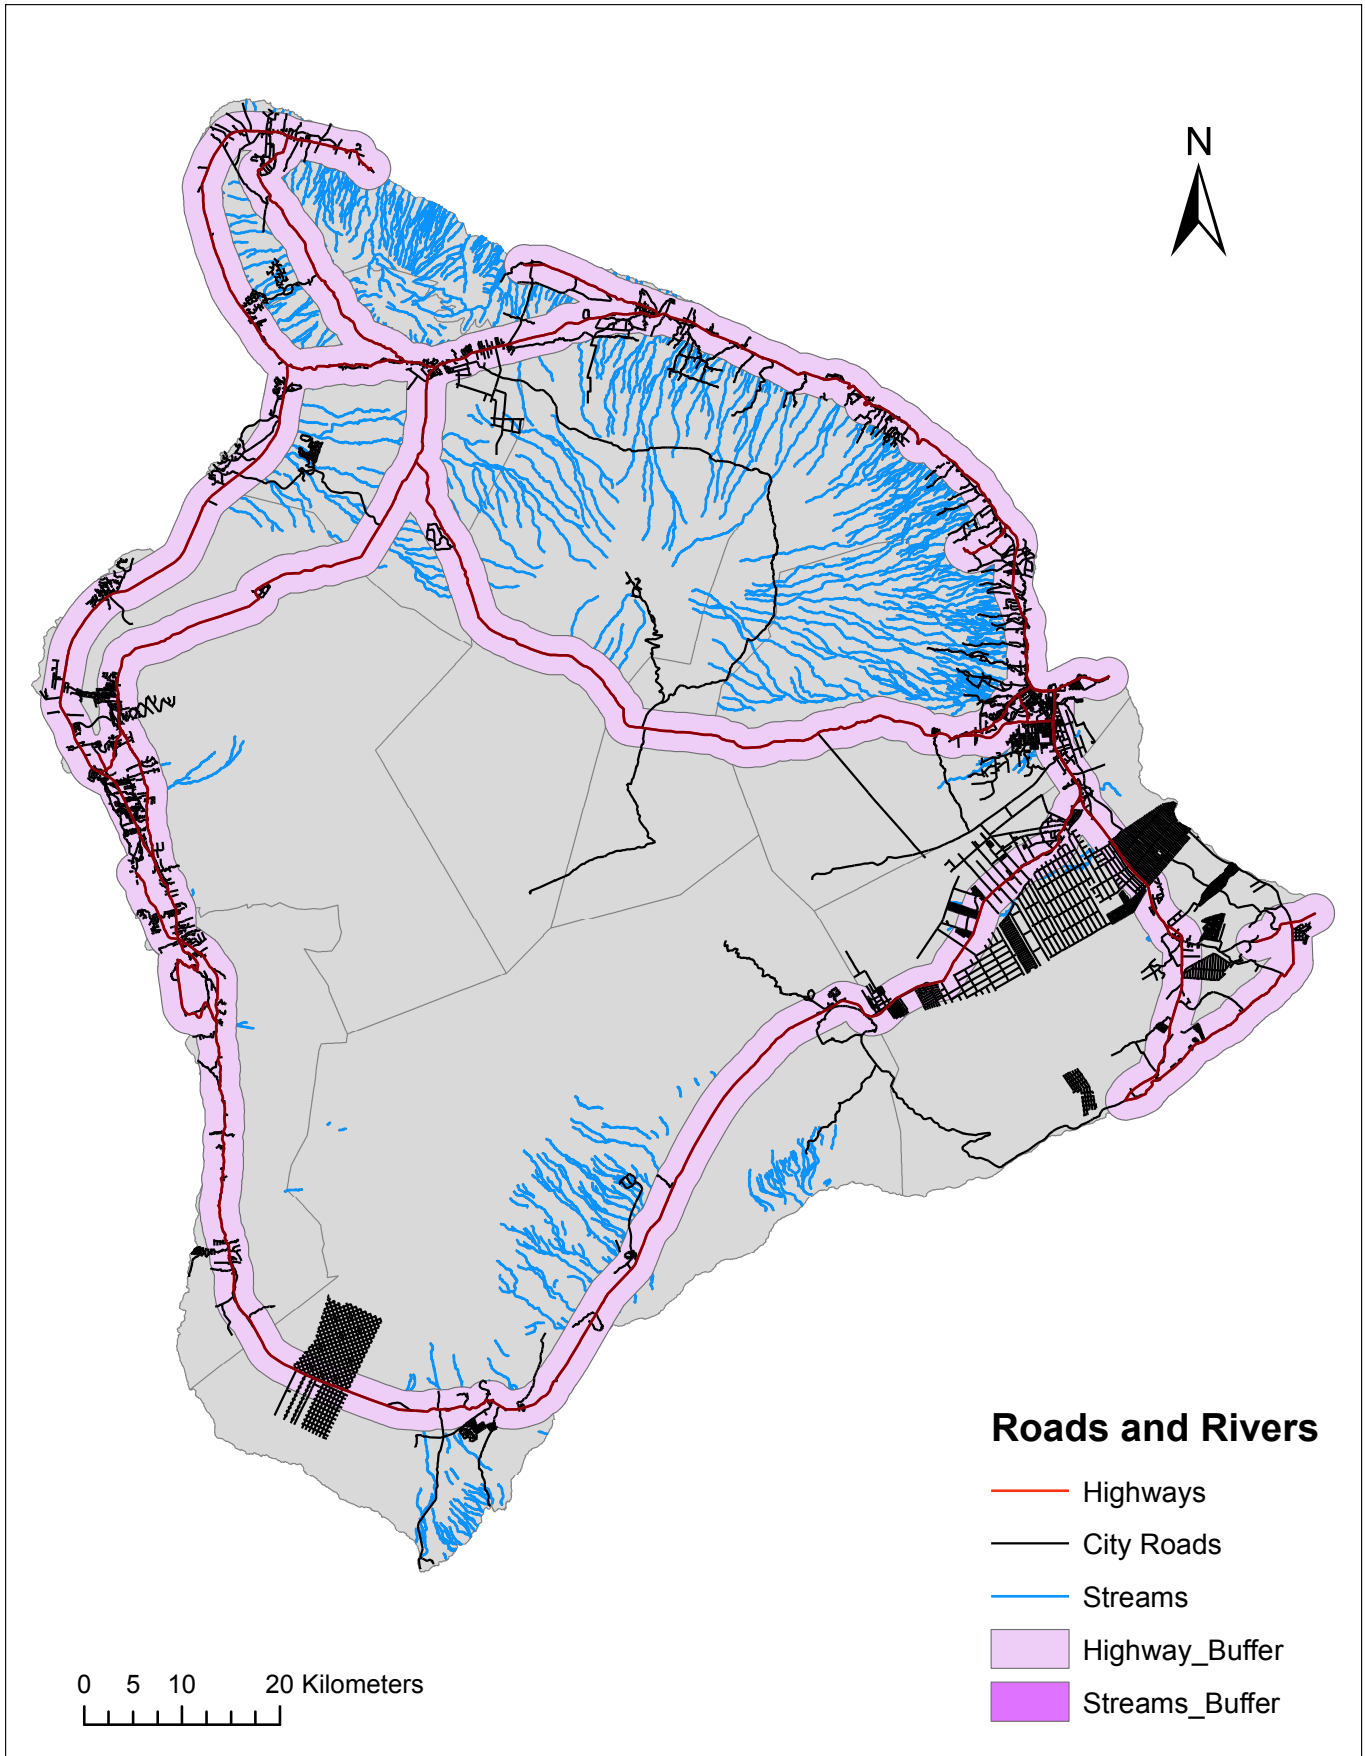 N
Roads and Rivers
Highways
City Roads
Streams
Highway_Buffer
Streams_Buffer
0 5 10 20 Kilometers